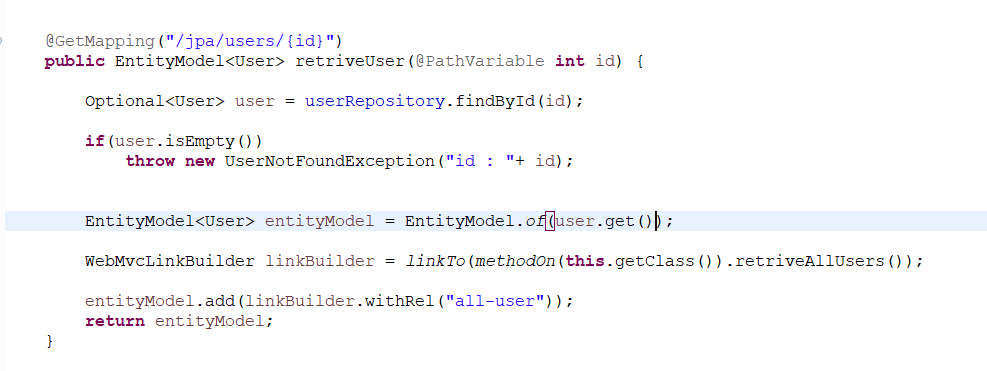 @GetMapping("/jpa/users/{id}")
public EntityModel<User> retriveUser(@PathVariable int id) {
Optional<User> user = userRepository.findById(id);
if(user.isEmpty())
throw new UserNotFoundException("id : "+ id);
EntityModel<User> entityModel = EntityModel.of(user.get());
WebMvcLinkBuilder linkBuilder = linkTo(methodOn(this.getClass()).retriveAllUsers());
entityModel.add(linkBuilder.withRel("all-user"));
return entityModel;
}